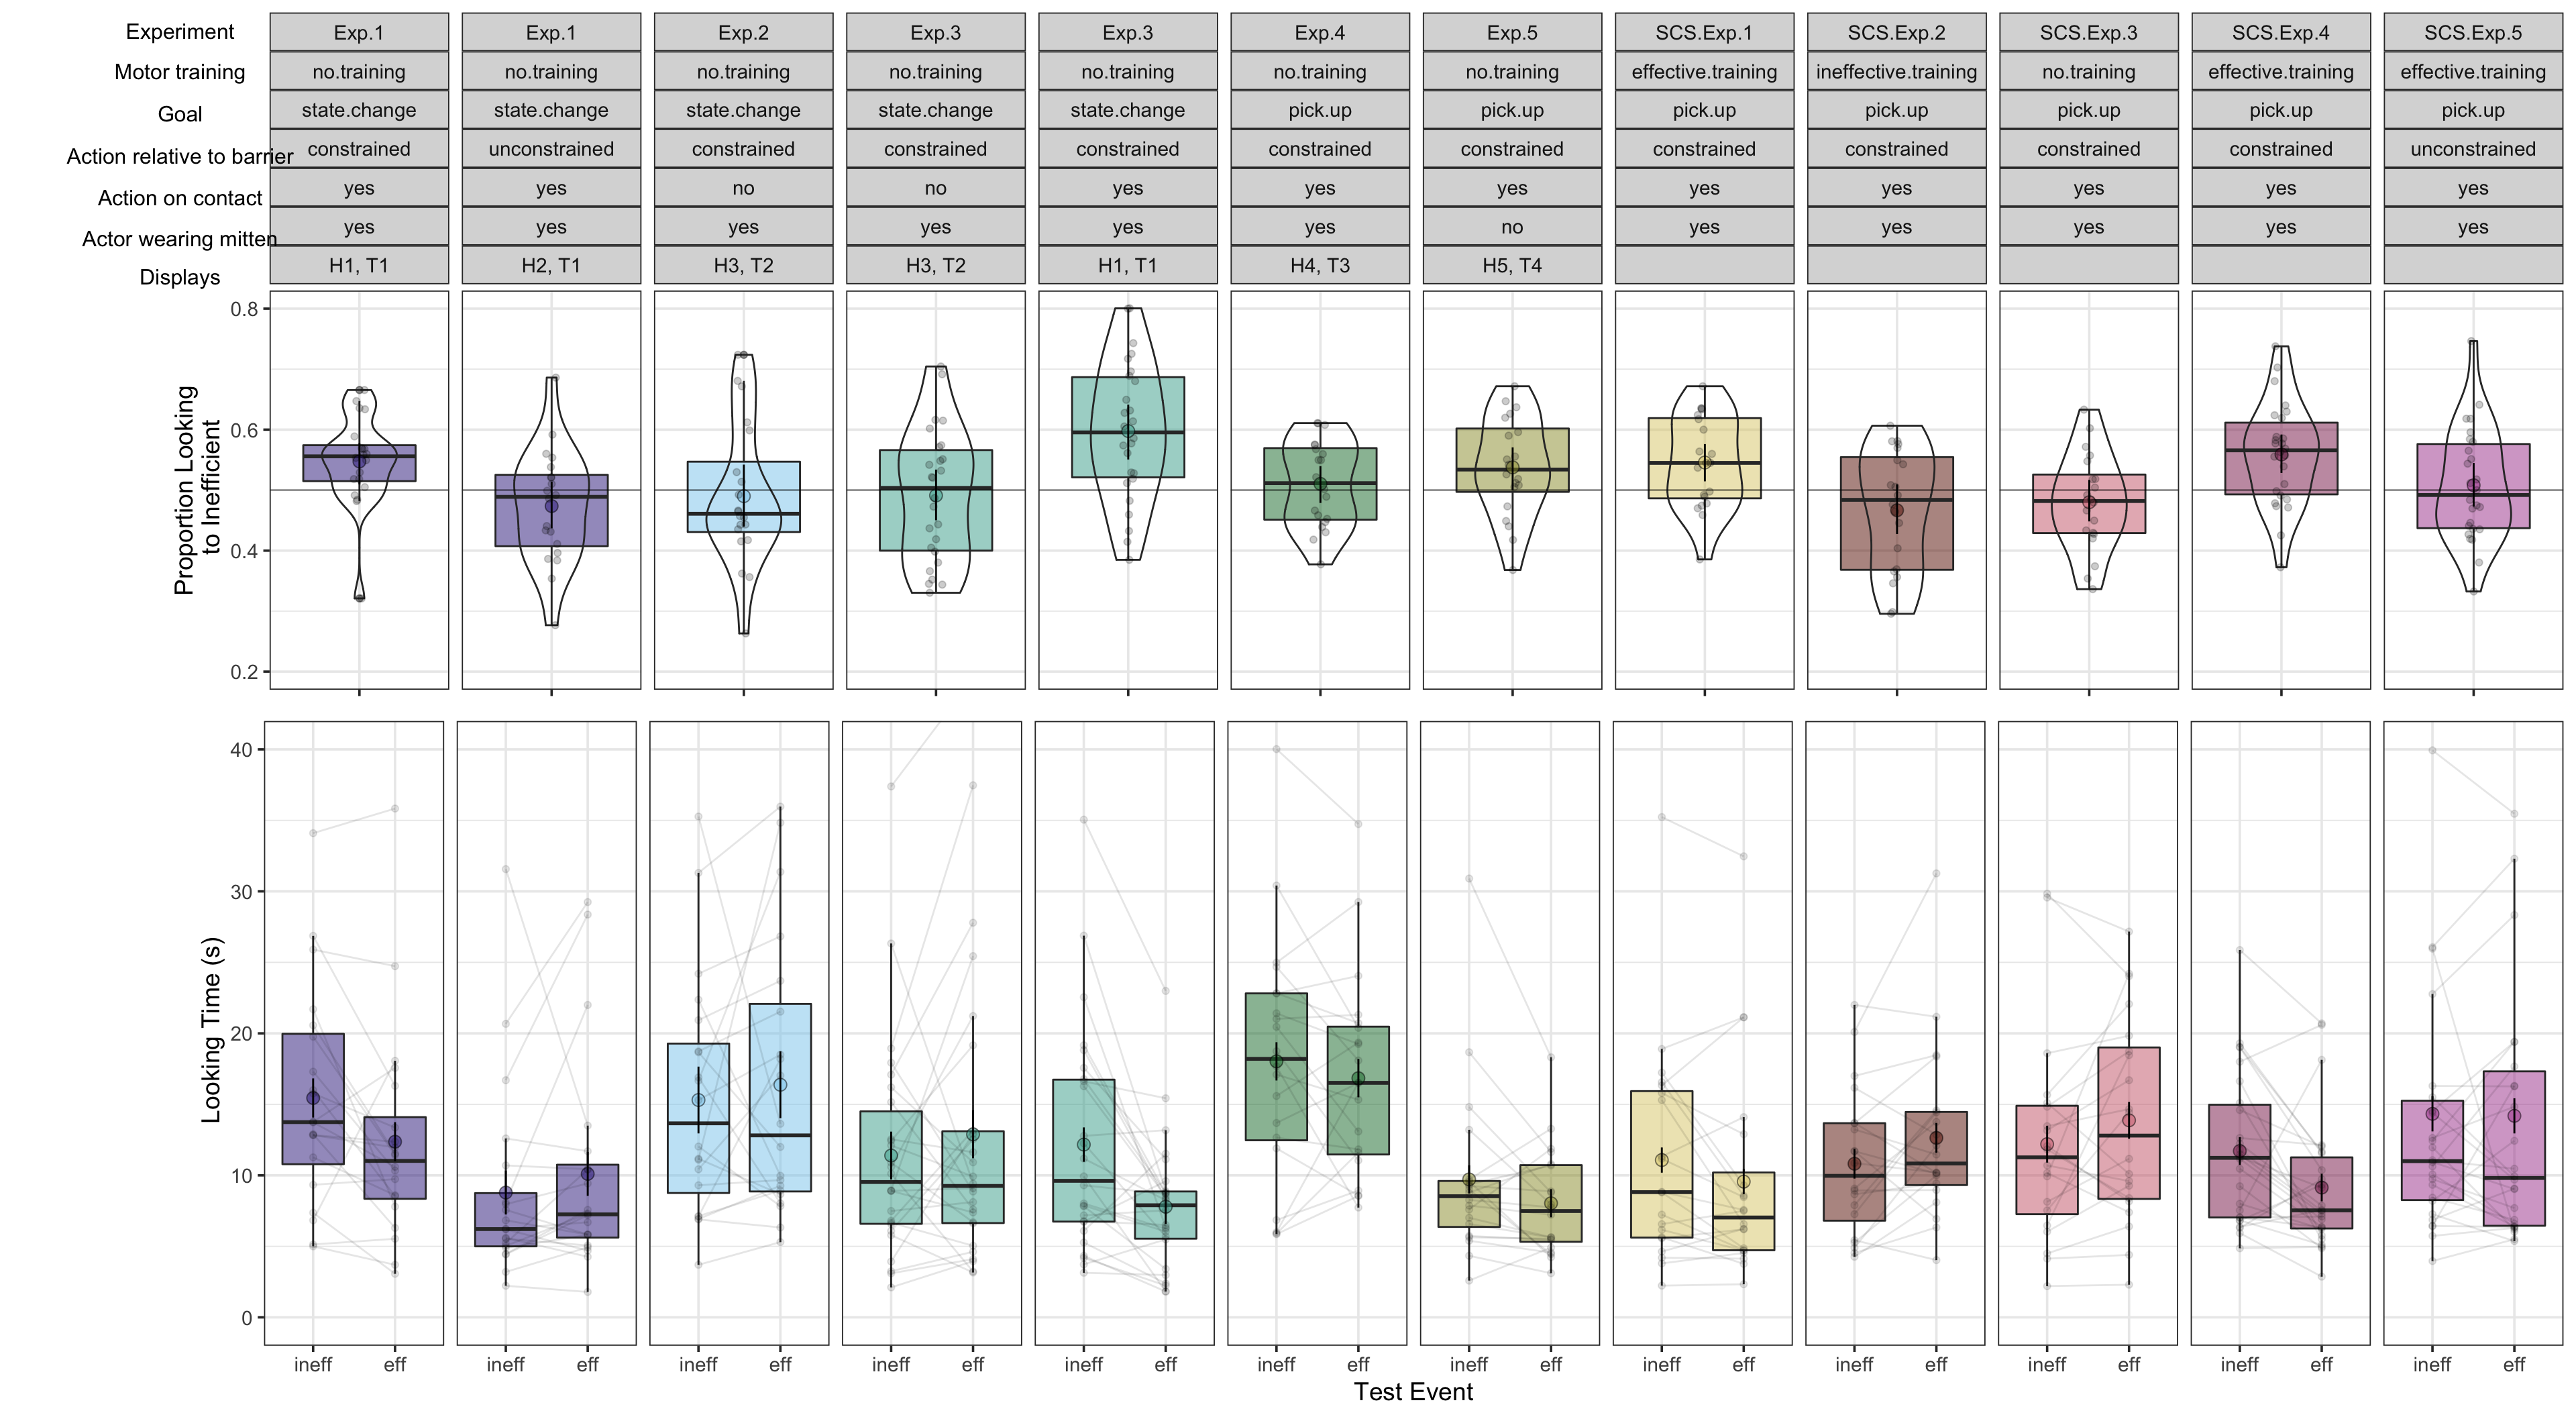 Experiment Exp.1 Exp.1 Exp.2 Exp.3 Exp.3 Exp.4 Exp.5 SCS.Exp.1 SCS.Exp.2 SCS.Exp.3 SCS.Exp.4 SCS.Exp.5
Motor training no.training no.training no.training no.training no.training no.training no.training effective.training ineffective.training no.training effective.training effective.training
Goal state.change state.change state.change state.change state.change pick.up pick.up pick.up pick.up pick.up pick.up pick.up
Action relative to barrier constrained unconstrained constrained constrained constrained constrained constrained constrained constrained constrained constrained unconstrained
Action on contact yes yes no no yes yes yes yes yes yes yes yes
Actor wearing mitten yes yes yes yes yes yes no yes yes yes yes yes
Displays H1, T1 H2, T1 H3, T2 H3, T2 H1, T1 H4, T3 H5, T4
Proportion Looking
to Inefficient
0.8
0.6
0.4
0.2
Looking Time (s)
40
30
20
10
0
ineff eff ineff eff ineff eff ineff eff ineff eff ineff eff ineff eff ineff eff ineff eff ineff eff ineff eff ineff eff
Test Event